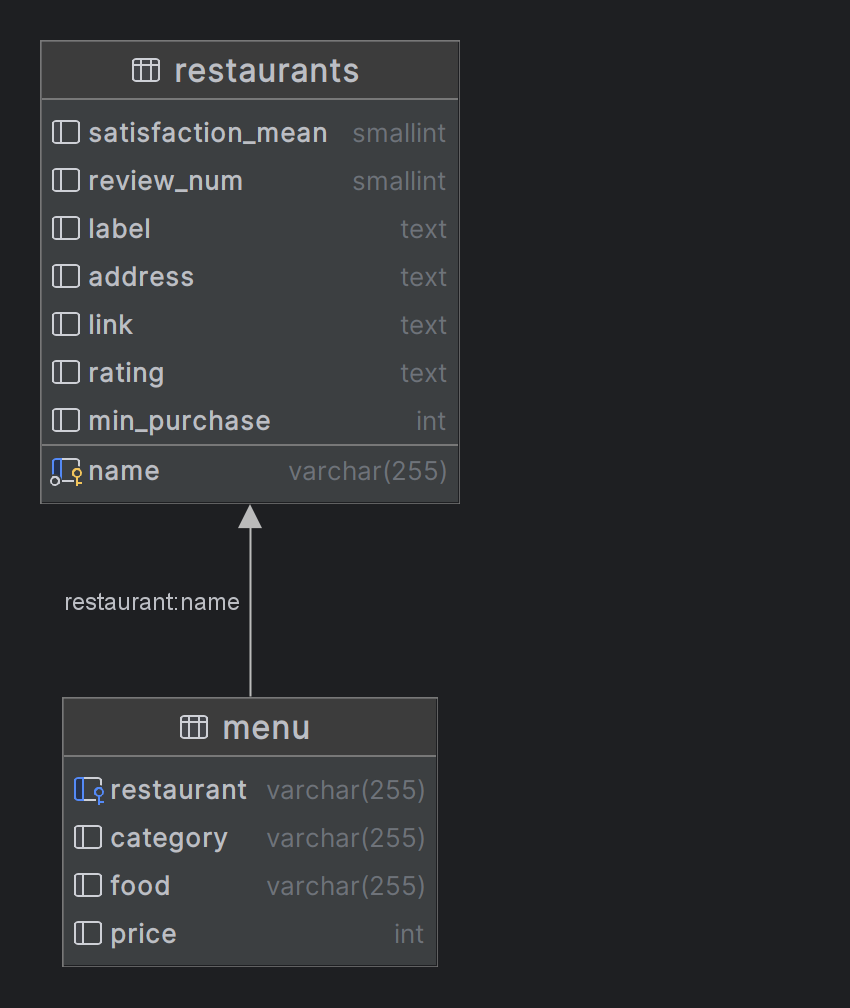 restaurants
satisfaction_mean smallint
review_num smallint
label text
address text
link text
rating text
min_purchase int
name varchar(255)
restaurant:name
menu
restaurant varchar(255)
category varchar(255)
food varchar(255)
price int